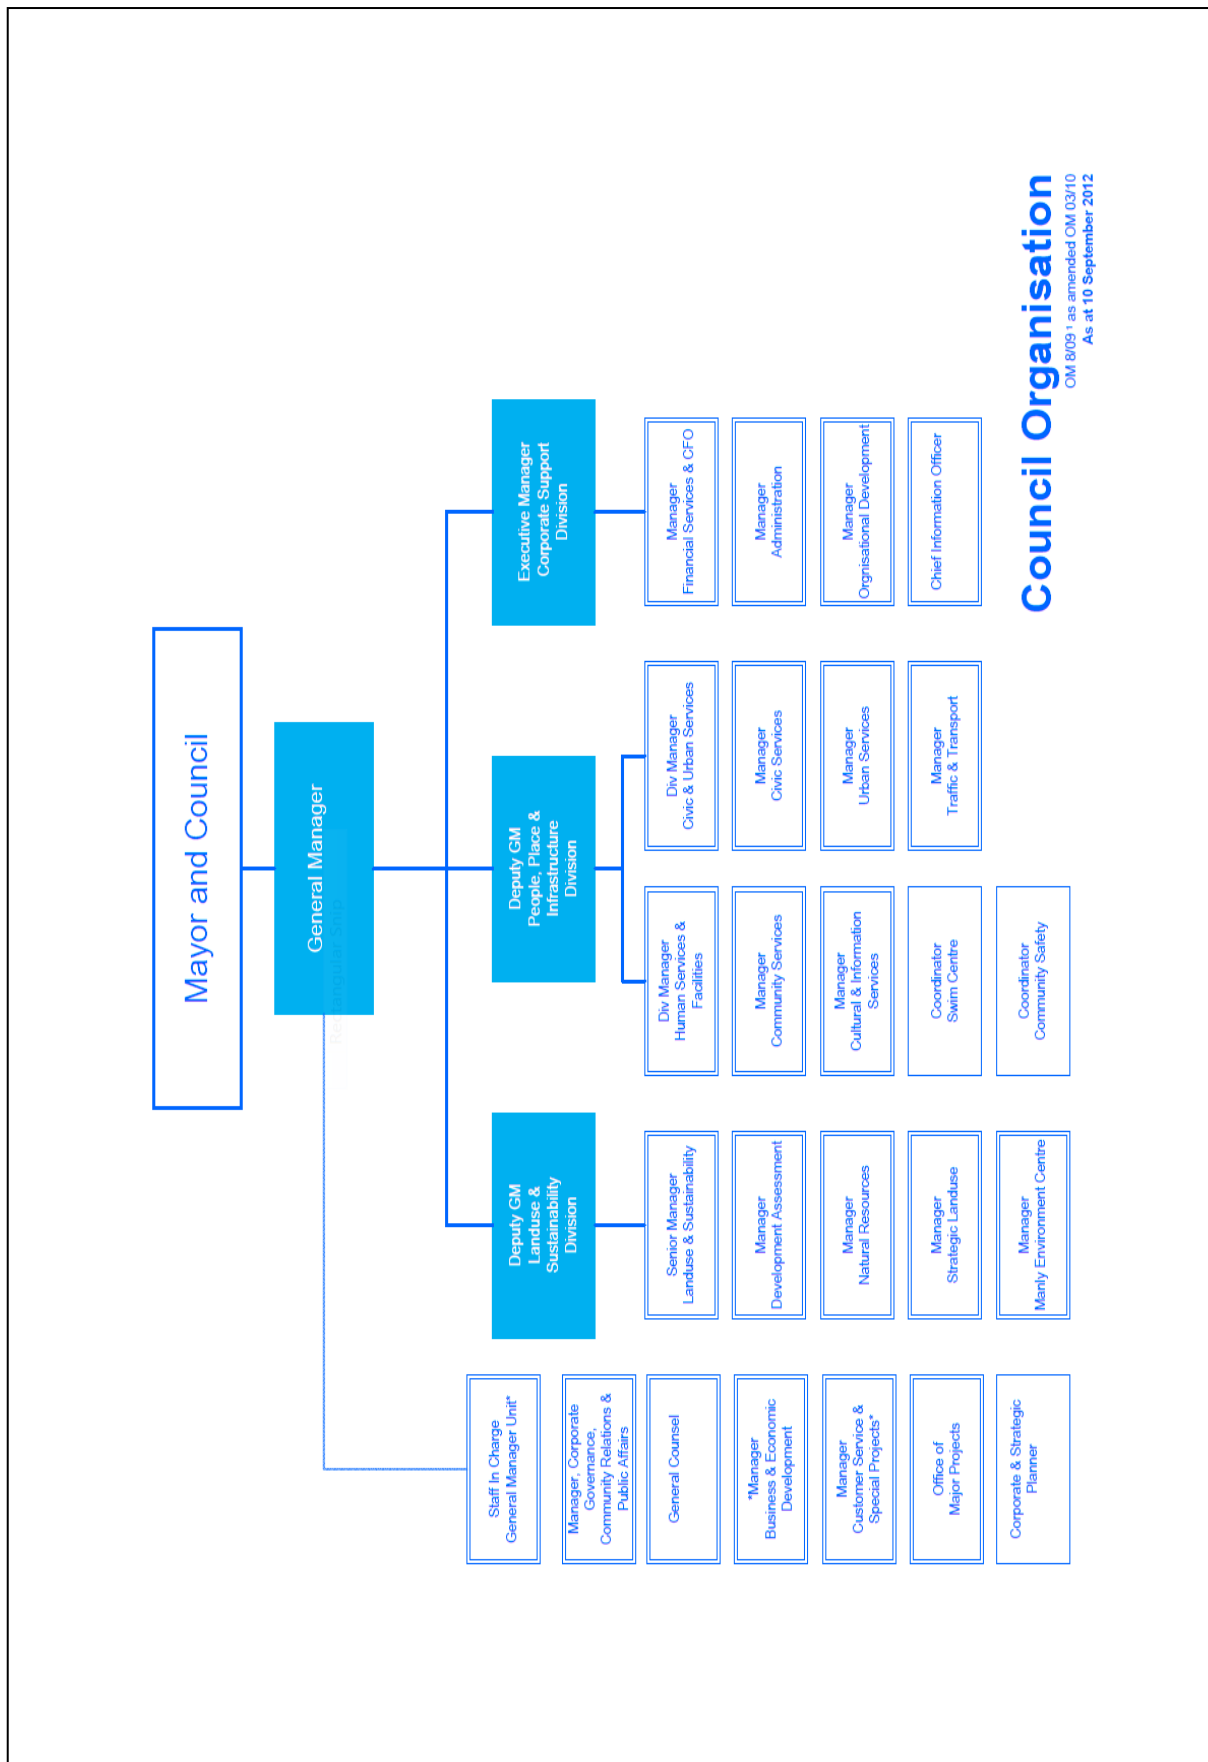 Mayor and Council
General Manager
Rectangular Snip
Staff In Charge
General Manager Unit*
Manager, Corporate
Governance,
Community Relations &
Public Affairs
General Counsel
*Manager
Business & Economic
Development
Manager
Customer Service &
Special Projects*
Office of
Major Projects
Corporate & Strategic
Planner
Deputy GM
Landuse &
Sustainability
Division
Senior Manager
Landuse & Sustainability
Manager
Development Assessment
Manager
Natural Resources
Manager
Strategic Landuse
Manager
Manly Environment Centre
Deputy GM
People, Place &
Infrastructure
Division
Div Manager
Human Services &
Facilities
Manager
Community Services
Manager
Cultural & Information
Services
Coordinator
Swim Centre
Coordinator
Community Safety
Div Manager
Civic & Urban Services
Manager
Civic Services
Manager
Urban Services
Manager
Traffic & Transport
Executive Manager
Corporate Support
Division
Manager
Financial Services & CFO
Manager
Administration
Manager
Orgnisational Development
Chief Information Officer
Council Organisation
OM 8/09 ¹ as amended OM 03/10
As at 10 September 2012